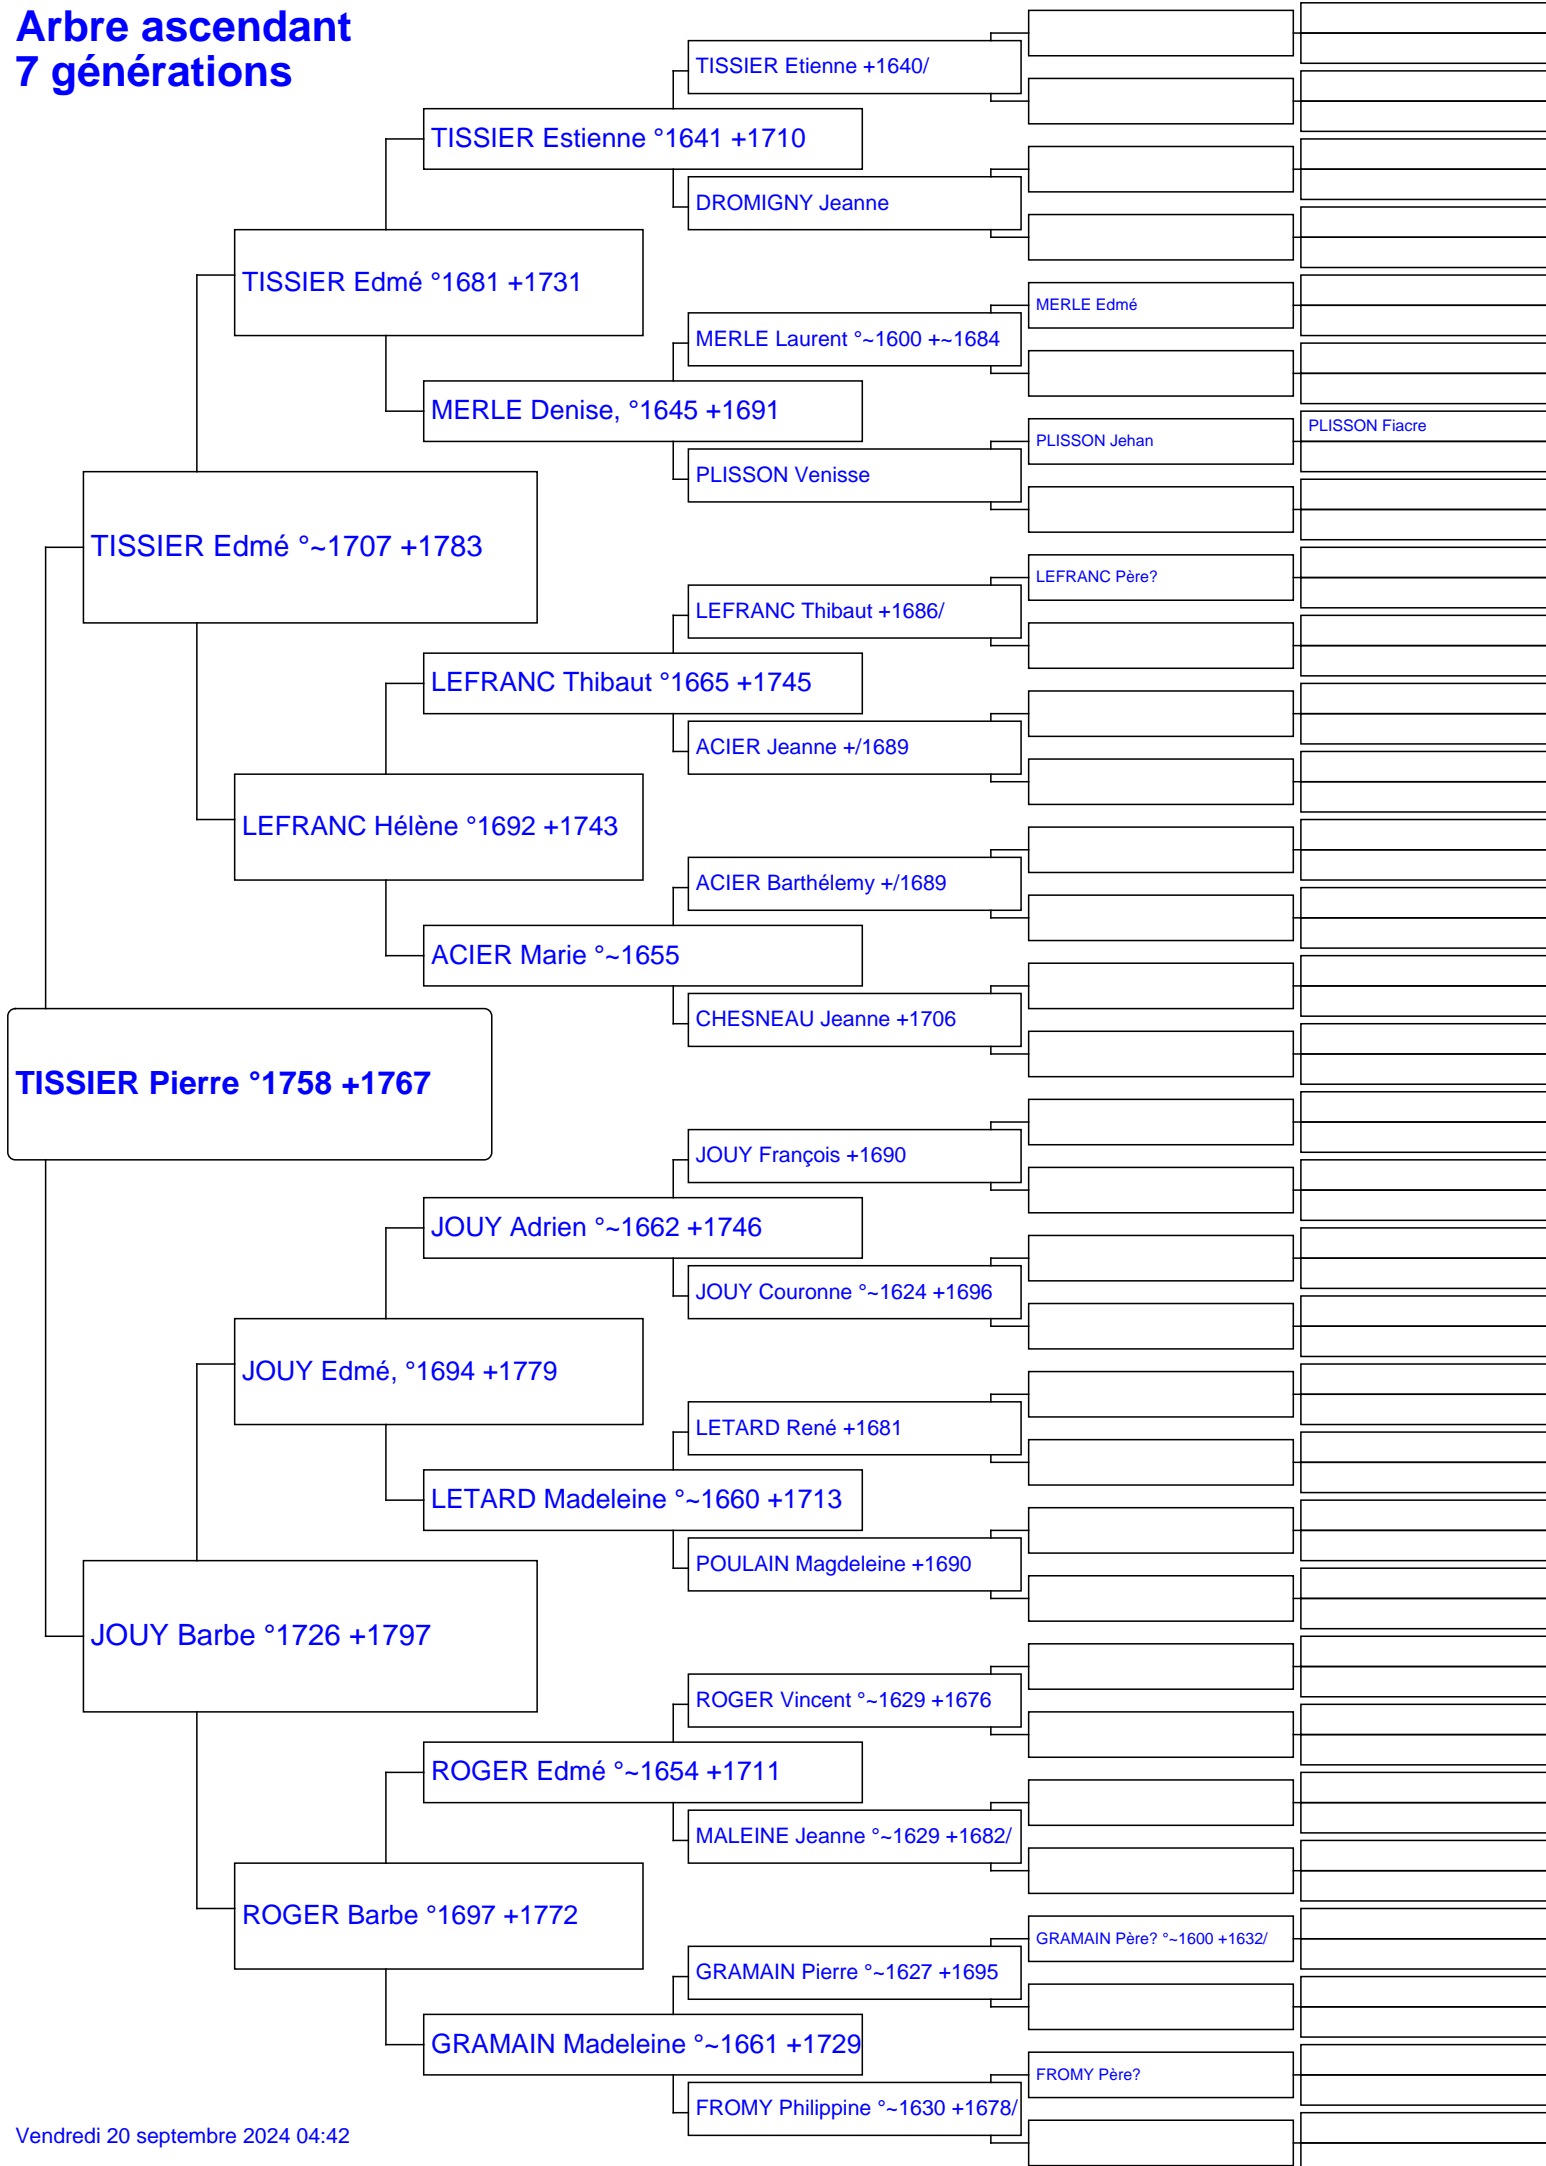 Arbre ascendant
7 générations
TISSIER Etienne +1640/
TISSIER Estienne °1641 +1710
DROMIGNY Jeanne
TISSIER Edmé °1681 +1731
MERLE Edmé
MERLE Laurent °~1600 +~1684
MERLE Denise, °1645 +1691
PLISSON Fiacre
PLISSON Jehan
PLISSON Venisse
TISSIER Edmé °~1707 +1783
LEFRANC Père?
LEFRANC Thibaut +1686/
LEFRANC Thibaut °1665 +1745
ACIER Jeanne +/1689
LEFRANC Hélène °1692 +1743
ACIER Barthélemy +/1689
ACIER Marie °~1655
CHESNEAU Jeanne +1706
TISSIER Pierre °1758 +1767
JOUY François +1690
JOUY Adrien °~1662 +1746
JOUY Couronne °~1624 +1696
JOUY Edmé, °1694 +1779
LETARD René +1681
LETARD Madeleine °~1660 +1713
POULAIN Magdeleine +1690
JOUY Barbe °1726 +1797
ROGER Vincent °~1629 +1676
ROGER Edmé °~1654 +1711
MALEINE Jeanne °~1629 +1682/
ROGER Barbe °1697 +1772
GRAMAIN Père? °~1600 +1632/
GRAMAIN Pierre °~1627 +1695
GRAMAIN Madeleine °~1661 +1729
FROMY Père?
FROMY Philippine °~1630 +1678/
Vendredi 20 septembre 2024 04:42